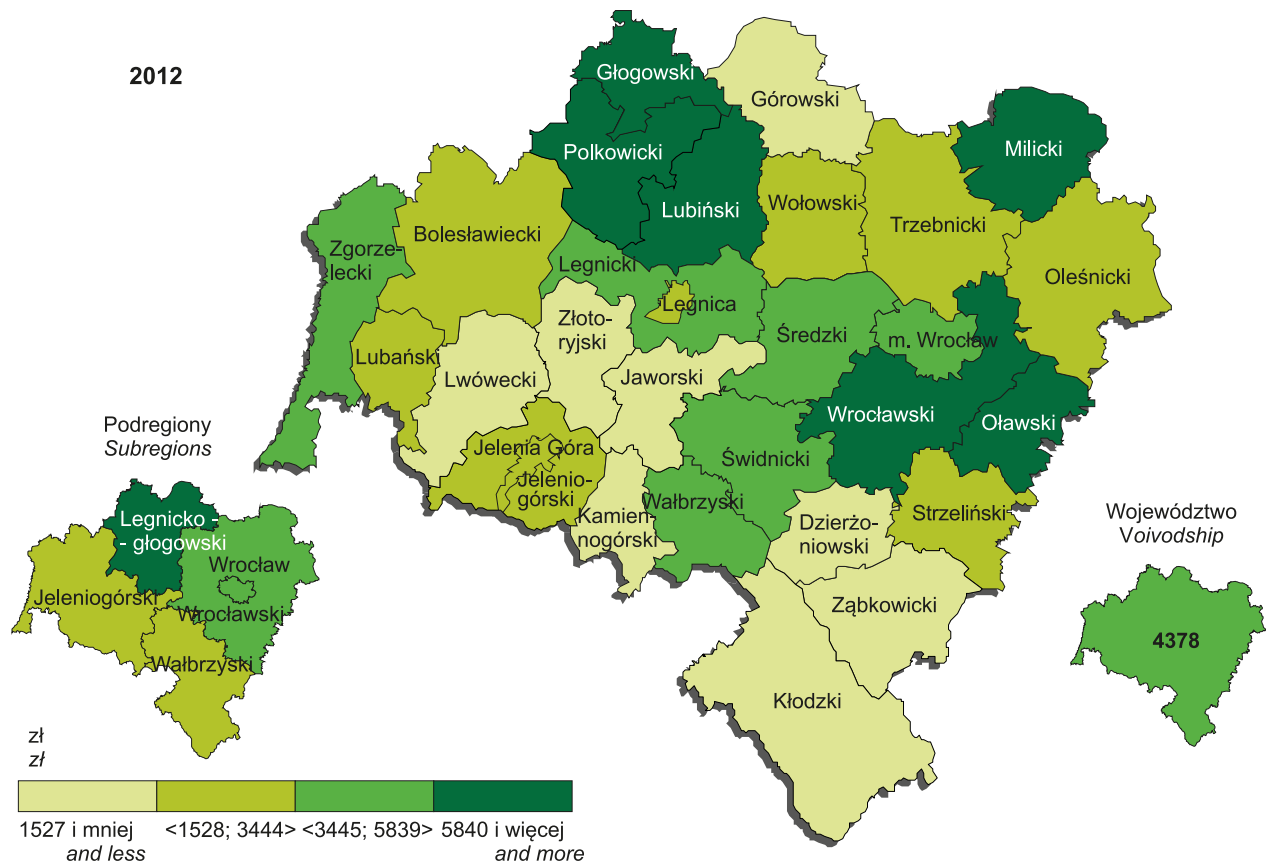 2012
Głogowski
Górowski
Milicki
Polkowicki
Lubiński
Wołowski
Trzebnicki
Oleśnicki
Bolesławiecki
Zgorze-
lecki
Legnicki
Legnica
Złoto-
ryjski
Średzki
m. Wrocław
Lubański
Lwówecki
Jaworski
Wrocławski
Oławski
Jelenia Góra
Jelenio-
górski
Świdnicki
Wałbrzyski
Kamien-
nogórski
Dzierżo-
niowski
Strzeliński
Ząbkowicki
Kłodzki
Podregiony
Subregions
Legnicko -
- głogowski
Wrocław
Jeleniogórski
Wrocławski
Wałbrzyski
Województwo
Voivodship
4378
zł
zł
1527 i mniej <1528; 3444> <3445; 5839> 5840 i więcej
and less and more